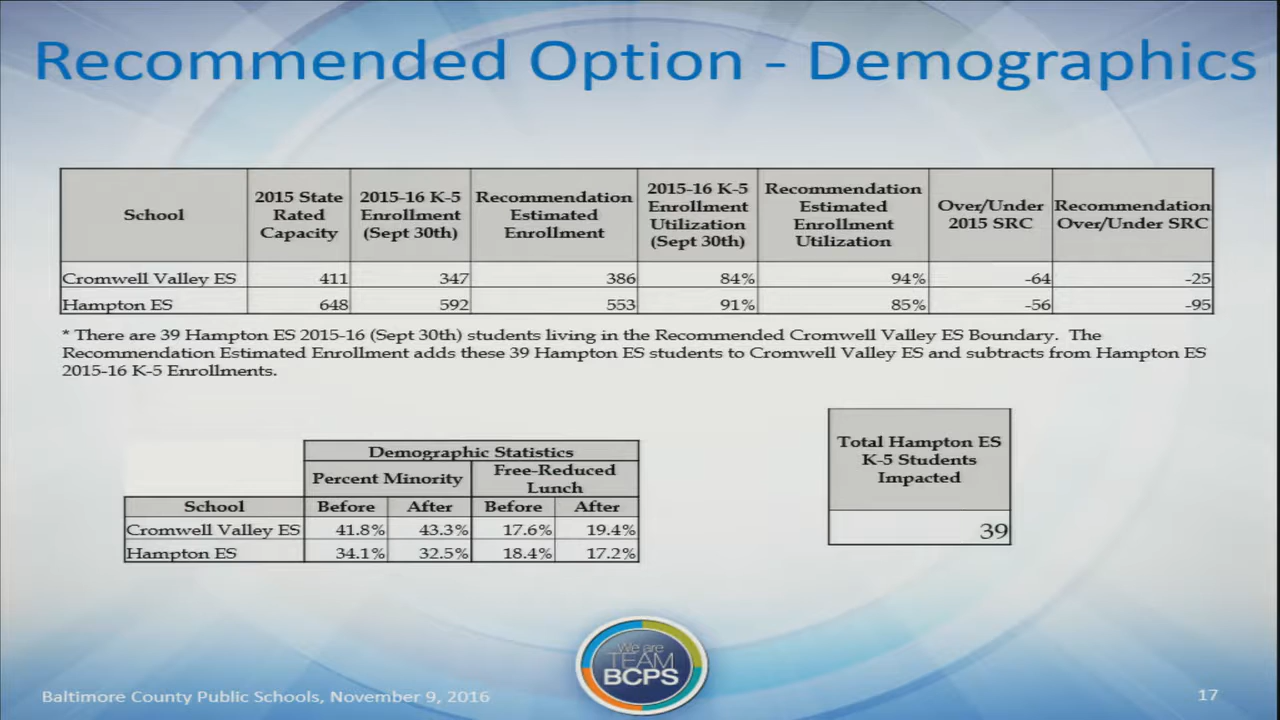 Recommended Option - Demographics
School | 2015 State Rated Capacity | 2015-16 K-5 Enrollment (Sept 30th) | Recommendation Estimated Enrollment | 2015-16 K-5 Enrollment Utilization (Sept 30th) | Recommendation Estimated Enrollment Utilization | Over/Under 2015 SRC | Recommendation Over/Under SRC
Cromwell Valley ES | 411 | 347 | 386 | 84% | 94% | -64 | -25
Hampton ES | 648 | 592 | 553 | 91% | 85% | -56 | -95
* There are 39 Hampton ES 2015-16 (Sept 30th) students living in the Recommended Cromwell Valley ES Boundary. The
Recommendation Estimated Enrollment adds these 39 Hampton ES students to Cromwell Valley ES and subtracts from Hampton ES
2015-16 K-5 Enrollments.
Demographic Statistics
Percent Minority | Free-Reduced Lunch
School | Before | After | Before | After
Cromwell Valley ES | 41.8% | 43.3% | 17.6% | 19.4%
Hampton ES | 34.1% | 32.5% | 18.4% | 17.2%
Total Hampton ES
K-5 Students
Impacted
39
We are
TEAM
BCPS
Baltimore County Public Schools, November 9, 2016
17